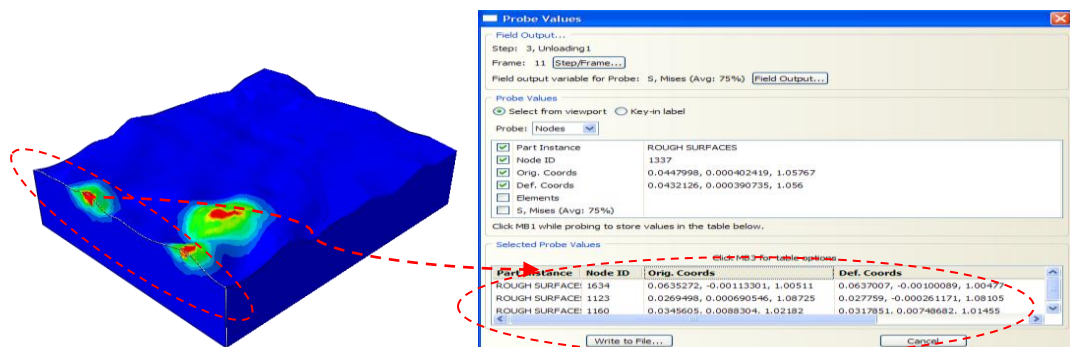 Probe Values
Field Output...
Step: 3, Unloading1
Frame: 11 Step/Frame...
Field output variable for Probe: S, Mises (Avg: 75%) Field Output...
Probe Values
Select from viewport Key-in label
Probe: Nodes
Part Instance ROUGH SURFACES
Node ID 1337
Orig. Coords 0.0447998, 0.000402419, 1.05767
Def. Coords 0.0432126, 0.000390735, 1.056
Elements
S, Mises (Avg: 75%)
Click MB1 while probing to store values in the table below.
Selected Probe Values
Click MB3 for table options
Part Instance Node ID Orig. Coords Def. Coords
ROUGH SURFACES 1634 0.0635272, -0.00113301, 1.00511 0.0637007, -0.00100089, 1.00477
ROUGH SURFACES 1123 0.0269498, 0.000690546, 1.08725 0.027759, -0.000261171, 1.08105
ROUGH SURFACES 1160 0.0345605, 0.0088304, 1.02182 0.0317851, 0.00748682, 1.01455
Write to File... Cancel